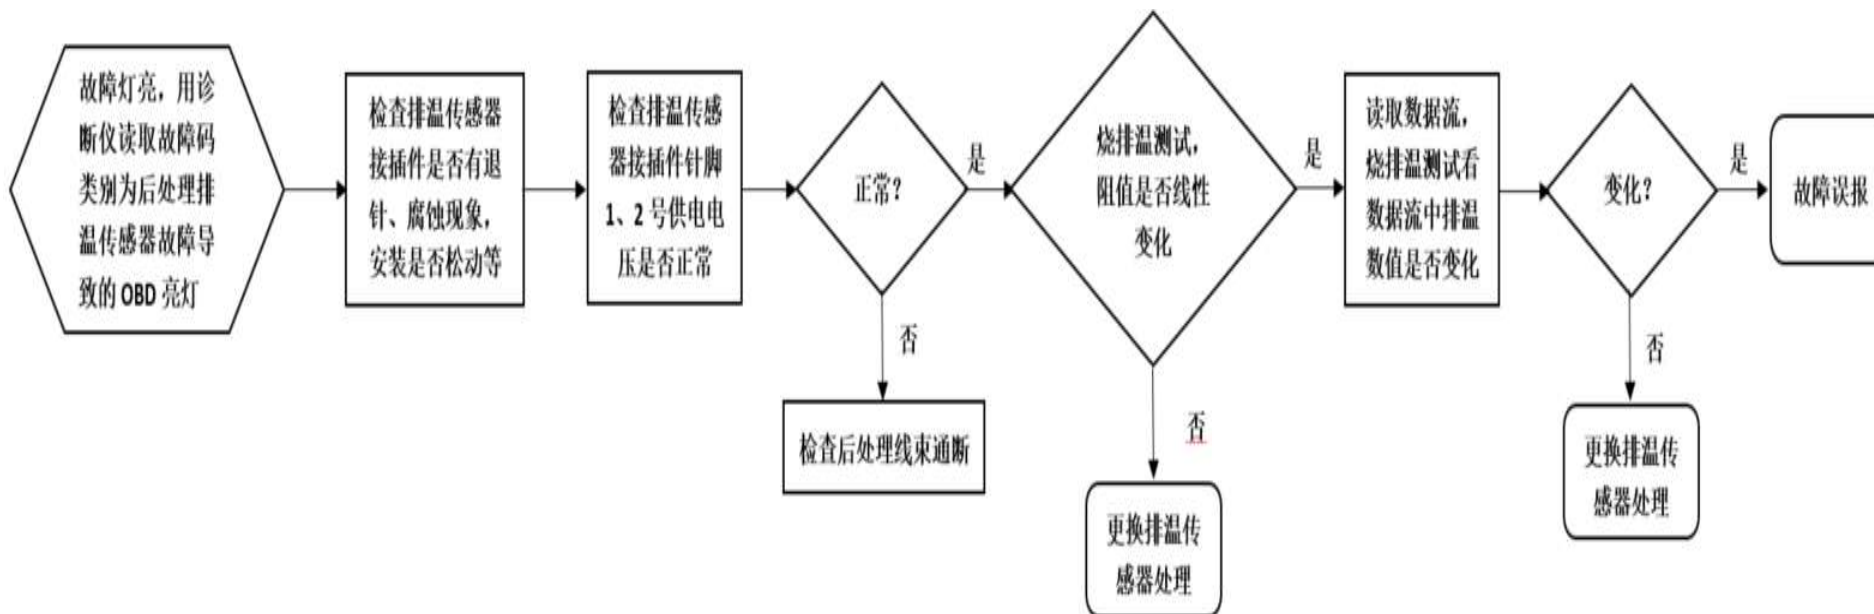 故障灯亮，用诊
断仪读取故障码
类别为后处理排
温传感器故障导
致的 OBD 亮灯
检查排温传感器
接插件是否有退
针、腐蚀现象，
安装是否松动等
检查排温传感
器接插件针脚
1、2 号供电电
压是否正常
正常？
是
否
检查后处理线束通断
烧排温测试，
阻值是否线性
变化
是
否
更换排温传
感器处理
读取数据流，
烧排温测试看
数据流中排温
数值是否变化
变化？
是
否
更换排温传
感器处理
故障误报